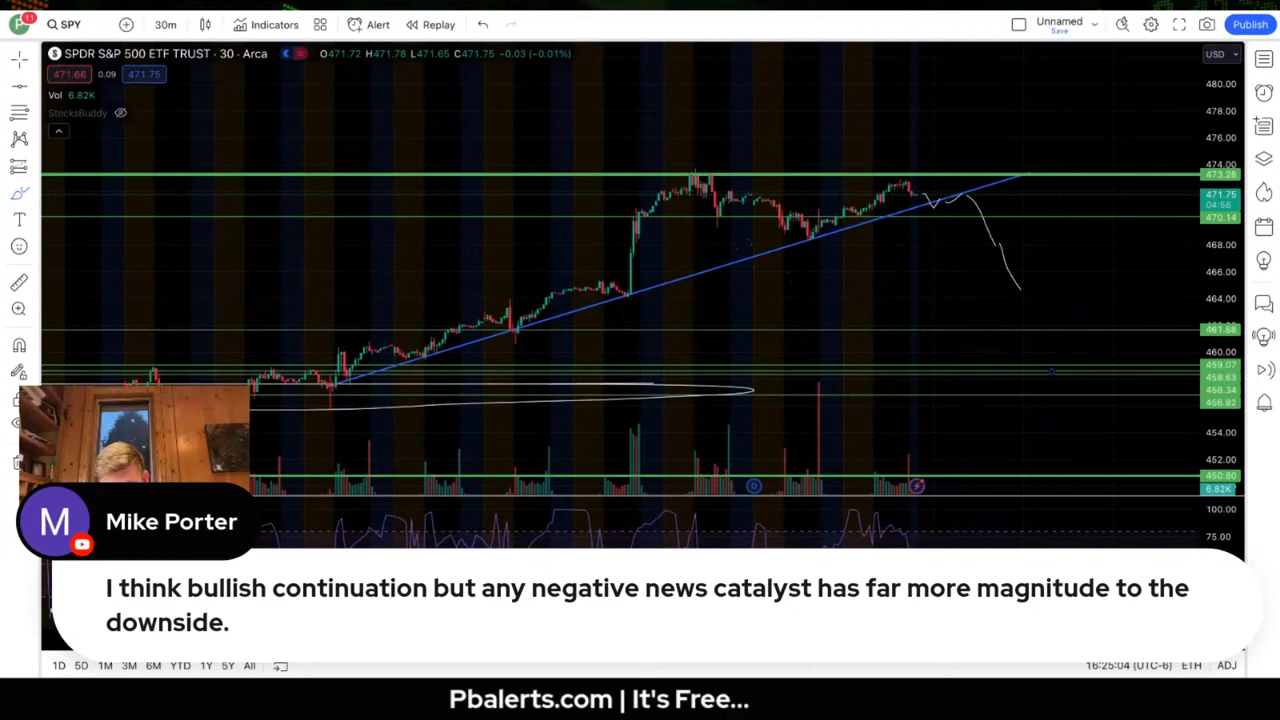 11
SPY
30m
Indicators
Alert
Replay
Unnamed
Save
Publish
SPDR S&P 500 ETF TRUST · 30 · Arca
O471.72 H471.78 L471.65 C471.75 -0.03 (-0.01%)
USD
471.66 0.09 471.75
Vol 6.82K
StocksBuddy
480.00
478.00
476.00
474.00
473.28
471.75
04:56
470.14
468.00
466.00
464.00
461.88
460.00
459.07
458.63
458.34
456.82
454.00
452.00
450.80
6.82K
100.00
75.00
D
M
Mike Porter
I think bullish continuation but any negative news catalyst has far more magnitude to the
downside.
1D 5D 1M 3M 6M YTD 1Y 5Y All
16:25:04 (UTC-6) ETH ADJ
Pbalerts.com | It's Free...